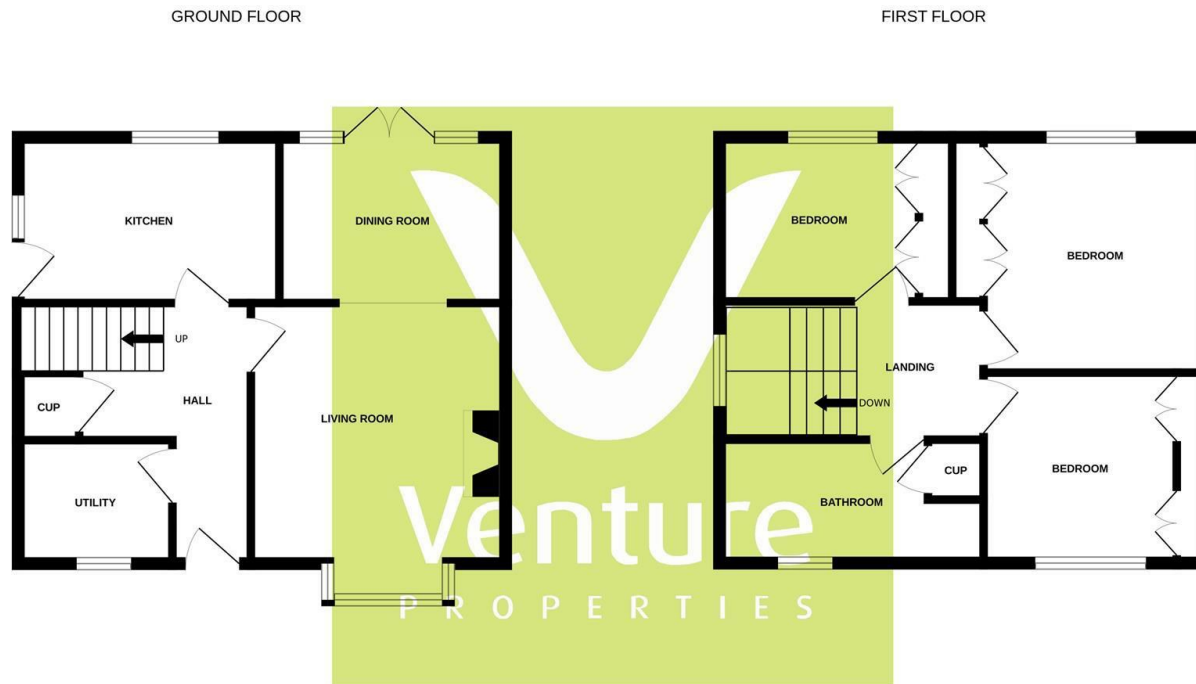 GROUND FLOOR
FIRST FLOOR
KITCHEN
DINING ROOM
UP
CUP
HALL
LIVING ROOM
UTILITY
BEDROOM
BEDROOM
LANDING
DOWN
BEDROOM
CUP
BATHROOM
Venture
PROPERTIES